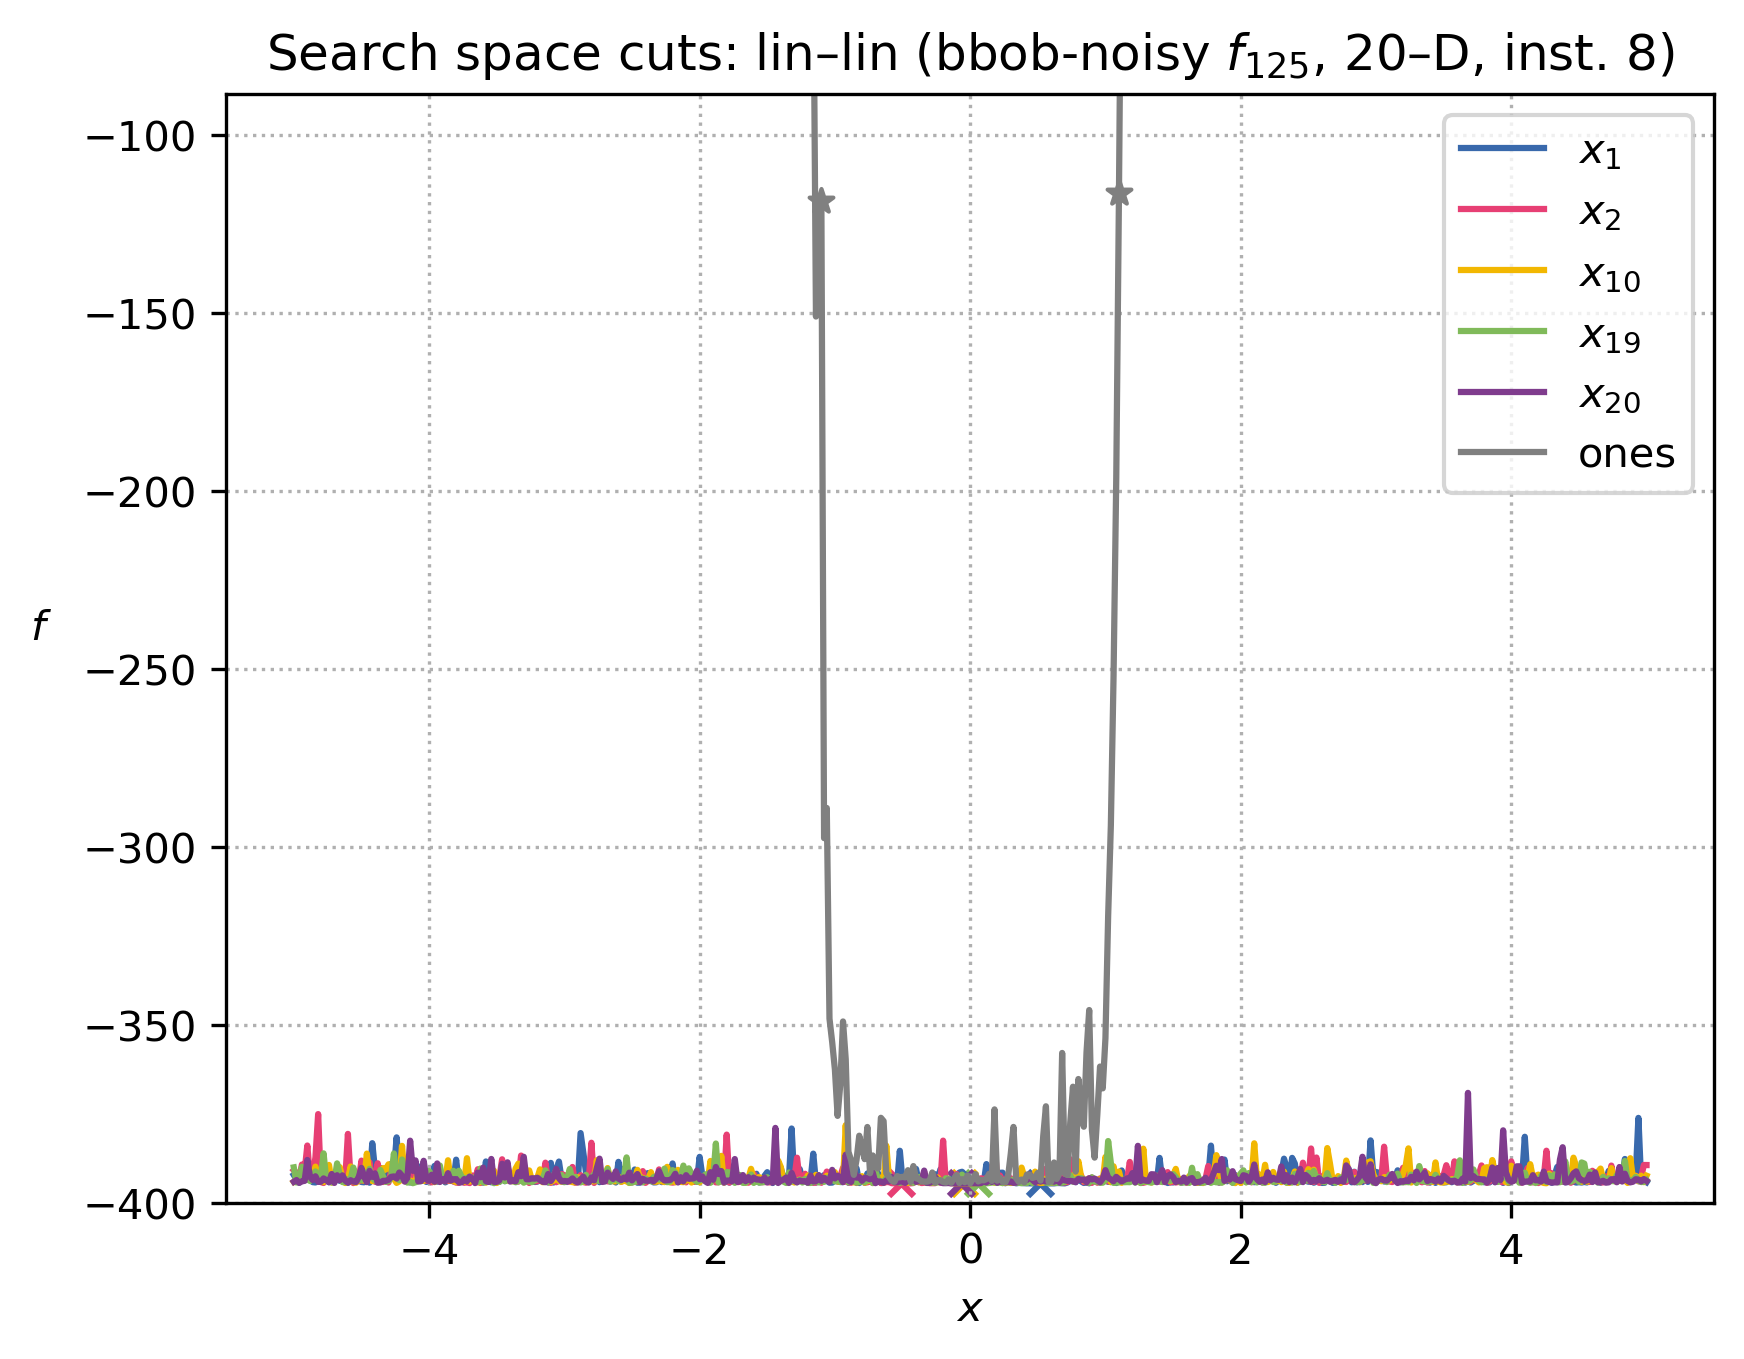 Search space cuts: lin–lin (bbob-noisy f₁₂₅, 20–D, inst. 8)
−100
−150
−200
−250
−300
−350
−400
f
−4
−2
0
2
4
x
x₁
x₂
x₁₀
x₁₉
x₂₀
ones